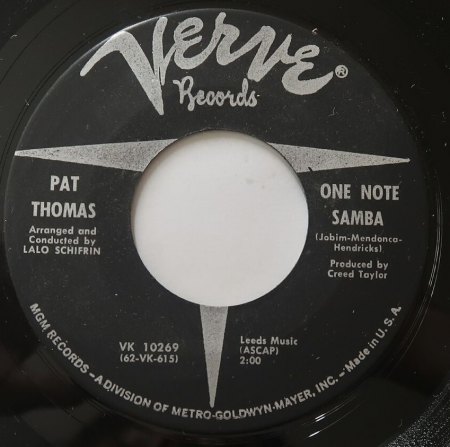 Verve®
Records
PAT
THOMAS
Arranged and
Conducted by
LALO SCHIFRIN
ONE NOTE
SAMBA
(Jobim-Mendonca-
Hendricks)
Produced by
Creed Taylor
VK 10269
(62-VK-615)
Leeds Music
(ASCAP)
2:00
MGM RECORDS—A DIVISION OF METRO-GOLDWYN-MAYER, INC.—Made in U.S.A.